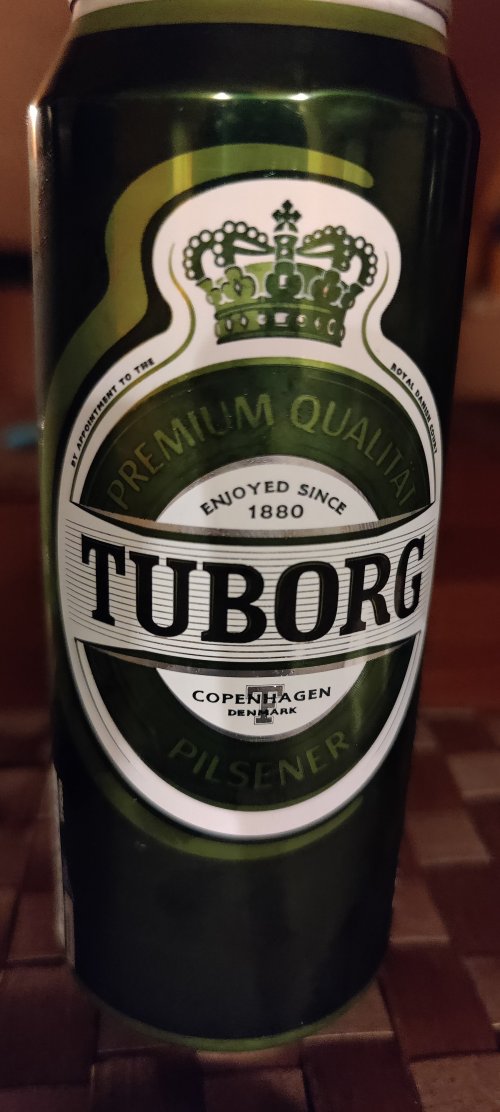 BY APPOINTMENT TO THE
ROYAL DANISH COURT
PREMIUM QUALITÄT
ENJOYED SINCE
1880
TUBORG
COPENHAGEN
T
DENMARK
PILSENER